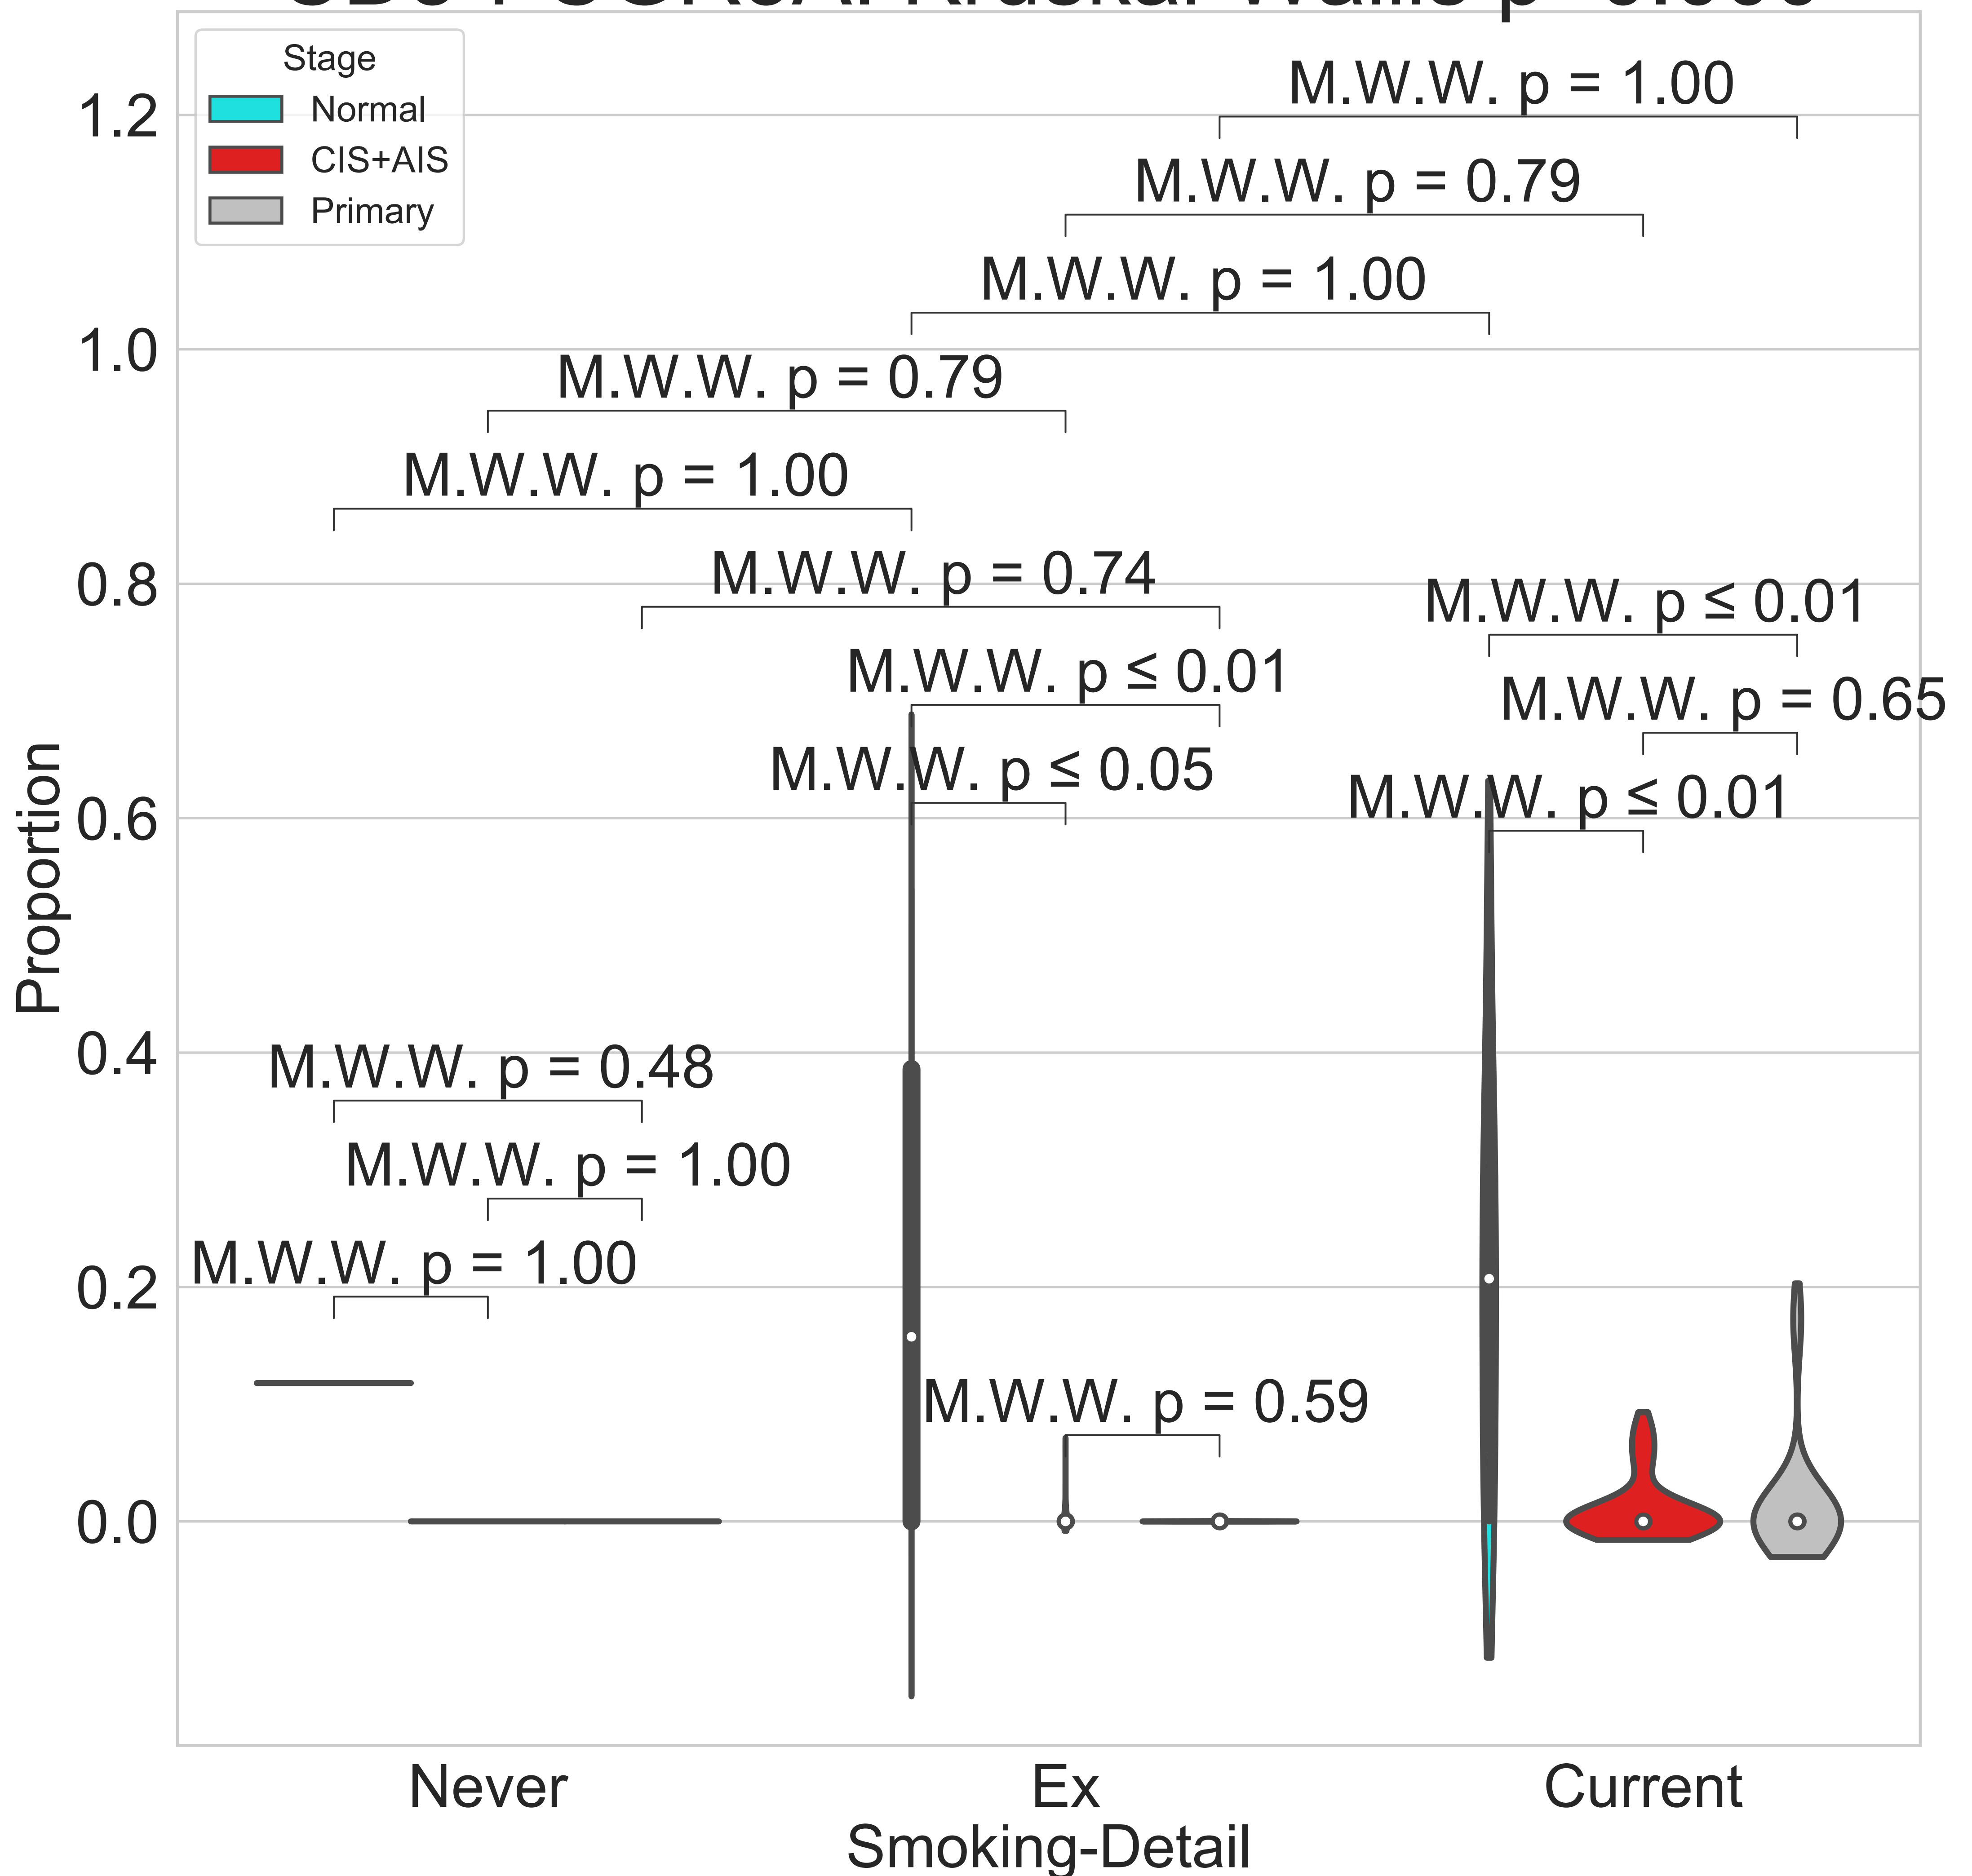 Stage
Normal
CIS+AIS
Primary
M.W.W. p = 1.00
M.W.W. p = 0.79
M.W.W. p = 1.00
M.W.W. p = 0.79
M.W.W. p = 1.00
M.W.W. p = 0.74
M.W.W. p ≤ 0.01
M.W.W. p ≤ 0.01
M.W.W. p = 0.65
M.W.W. p ≤ 0.05
M.W.W. p ≤ 0.01
M.W.W. p = 0.48
M.W.W. p = 1.00
M.W.W. p = 1.00
M.W.W. p = 0.59
1.2
1.0
0.8
0.6
0.4
0.2
0.0
Proportion
Never
Ex
Current
Smoking-Detail